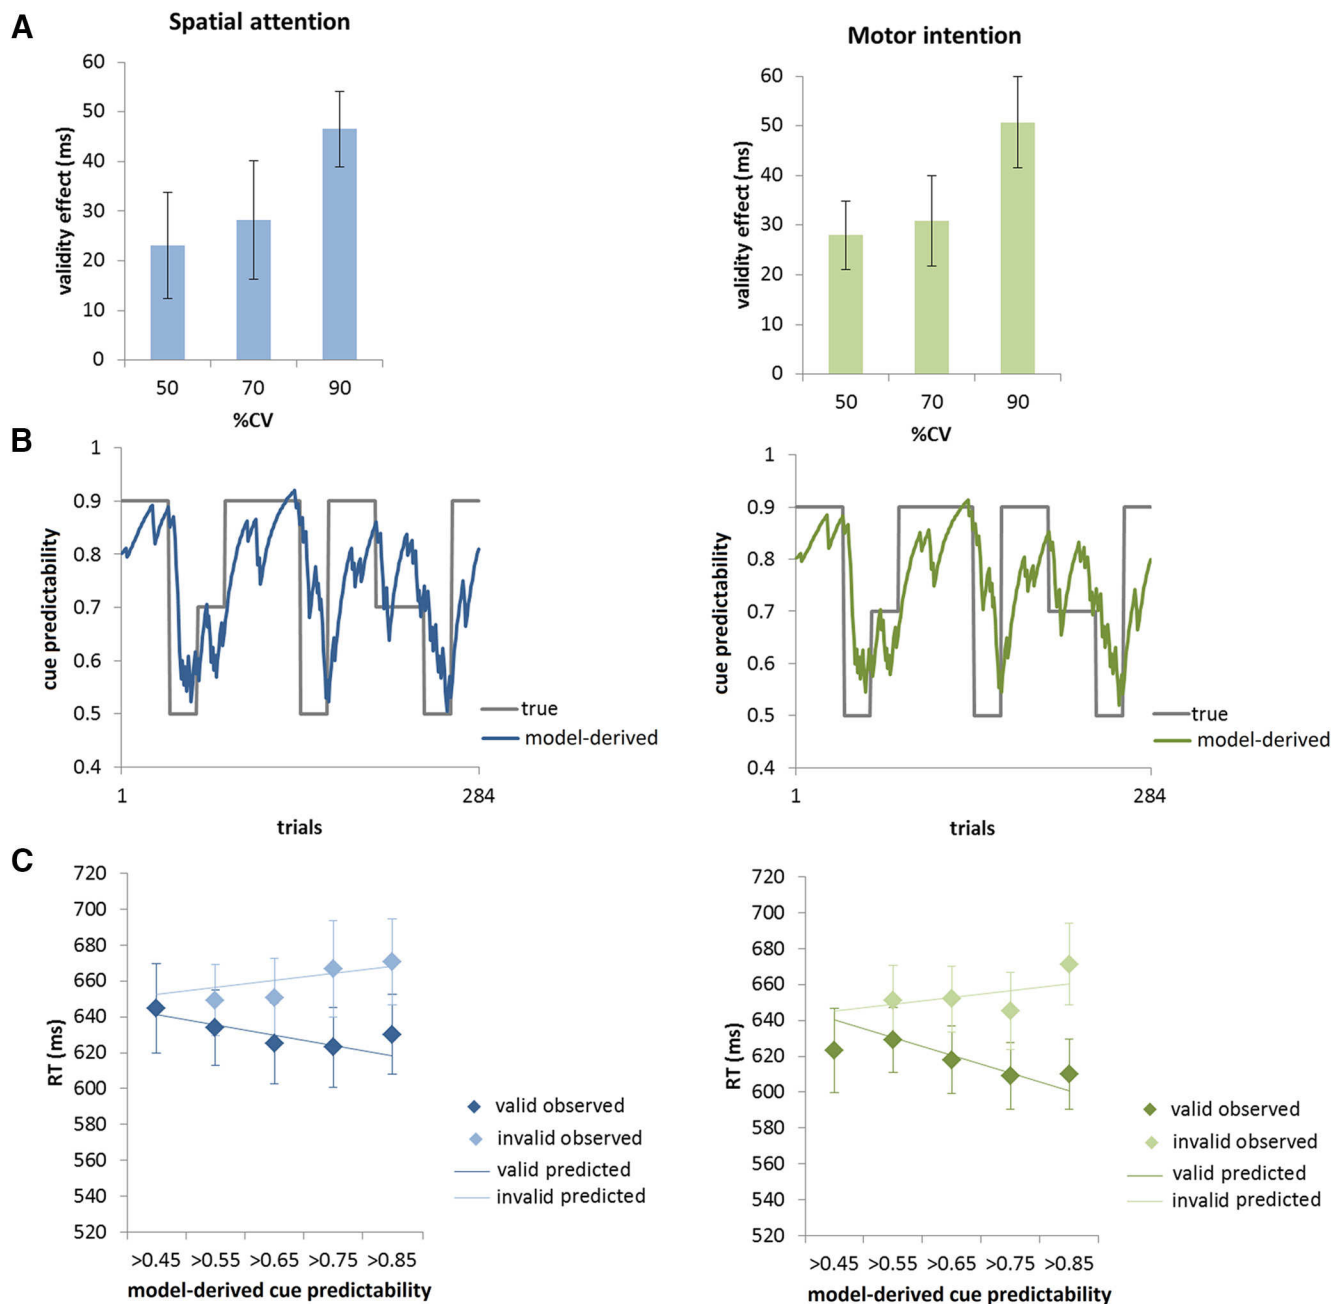 A
Spatial attention
validity effect (ms)
60
50
40
30
20
10
0
50 70 90
%CV
Motor intention
validity effect (ms)
60
50
40
30
20
10
0
50 70 90
%CV
B
cue predictability
1
0.9
0.8
0.7
0.6
0.5
0.4
true
model-derived
1 284
trials
cue predictability
1
0.9
0.8
0.7
0.6
0.5
0.4
true
model-derived
1 284
trials
C
RT (ms)
720
700
680
660
640
620
600
580
560
540
520
valid observed
invalid observed
valid predicted
invalid predicted
>0.45 >0.55 >0.65 >0.75 >0.85
model-derived cue predictability
RT (ms)
720
700
680
660
640
620
600
580
560
540
520
valid observed
invalid observed
valid predicted
invalid predicted
>0.45 >0.55 >0.65 >0.75 >0.85
model-derived cue predictability